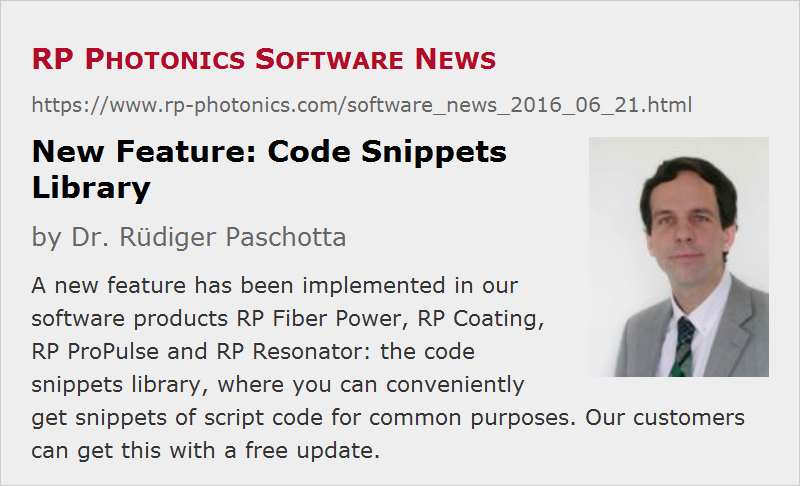 RP Photonics Software News
https://www.rp-photonics.com/software_news_2016_06_21.html
New Feature: Code Snippets
Library
by Dr. Rüdiger Paschotta
A new feature has been implemented in our
software products RP Fiber Power, RP Coating,
RP ProPulse and RP Resonator: the code
snippets library, where you can conveniently
get snippets of script code for common purposes. Our customers
can get this with a free update.